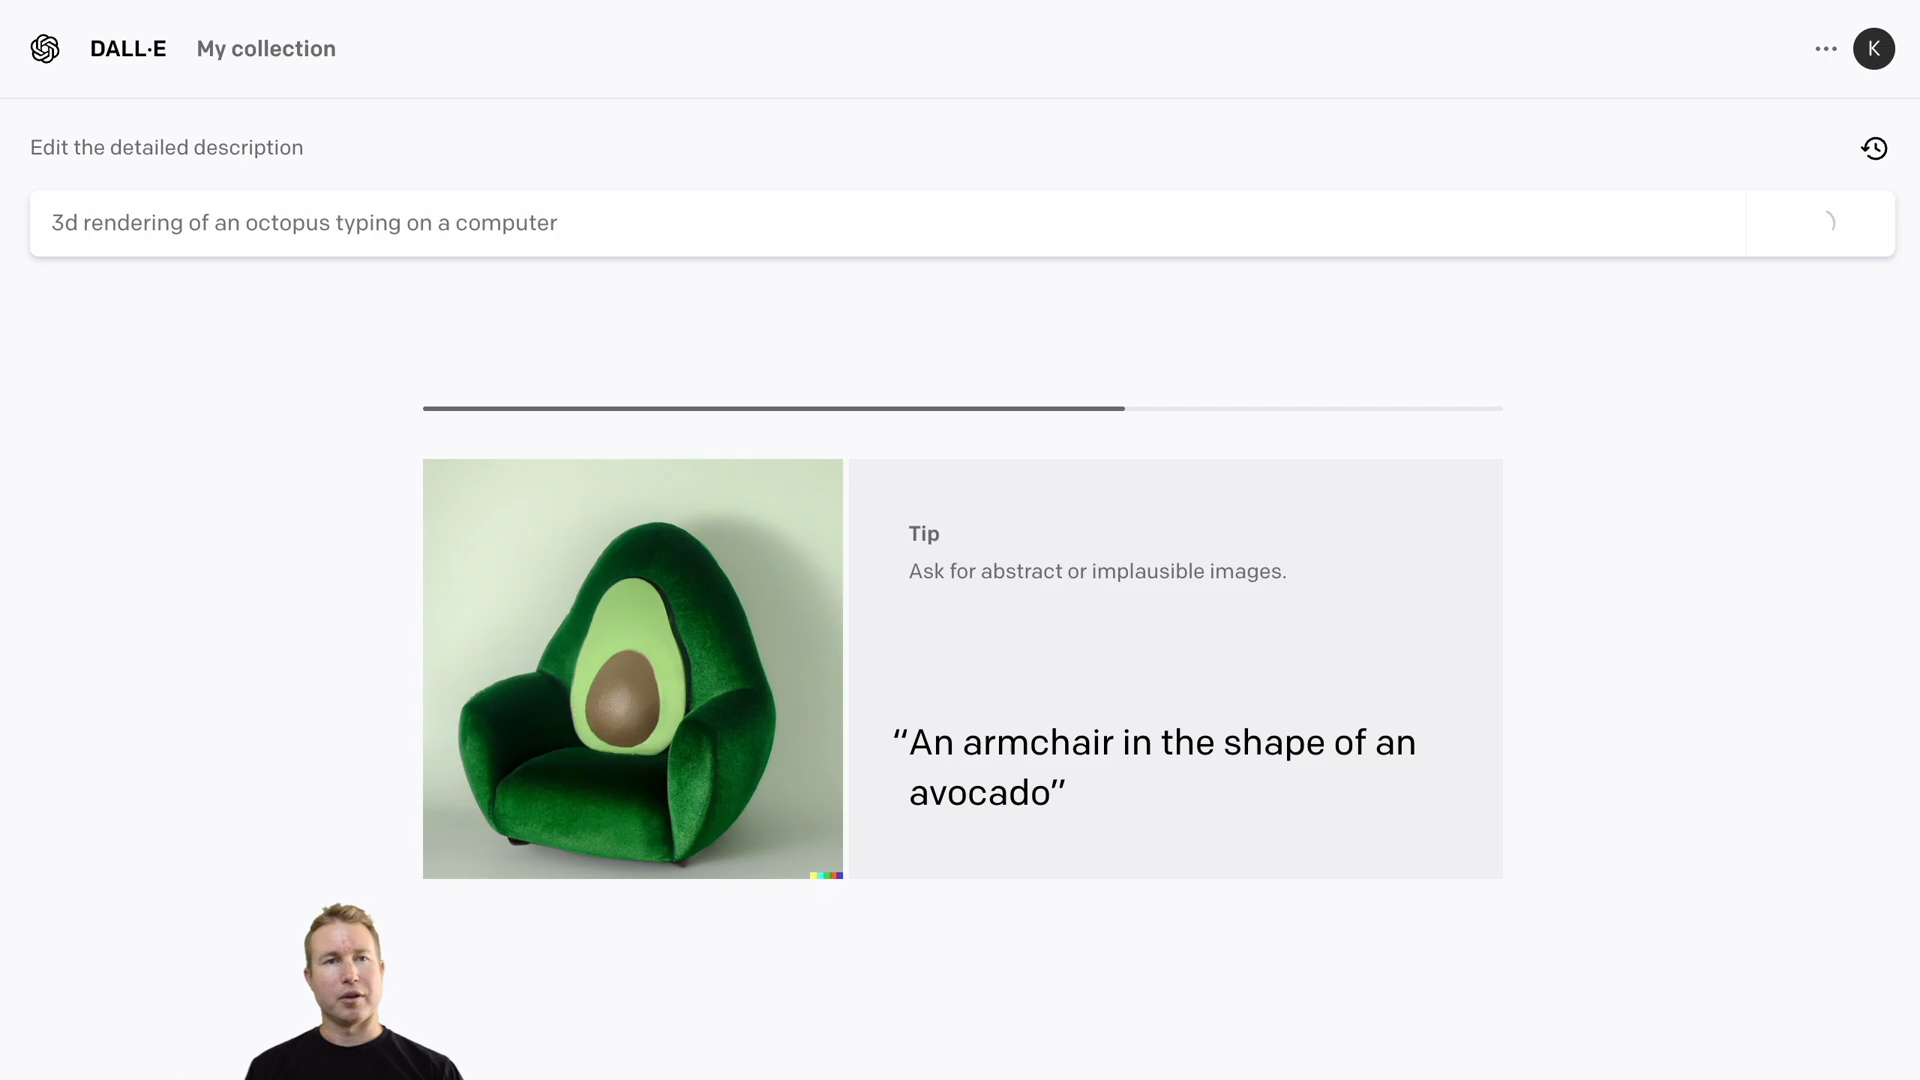 DALL·E
My collection
K
Edit the detailed description
3d rendering of an octopus typing on a computer
Tip
Ask for abstract or implausible images.
“An armchair in the shape of an
avocado”